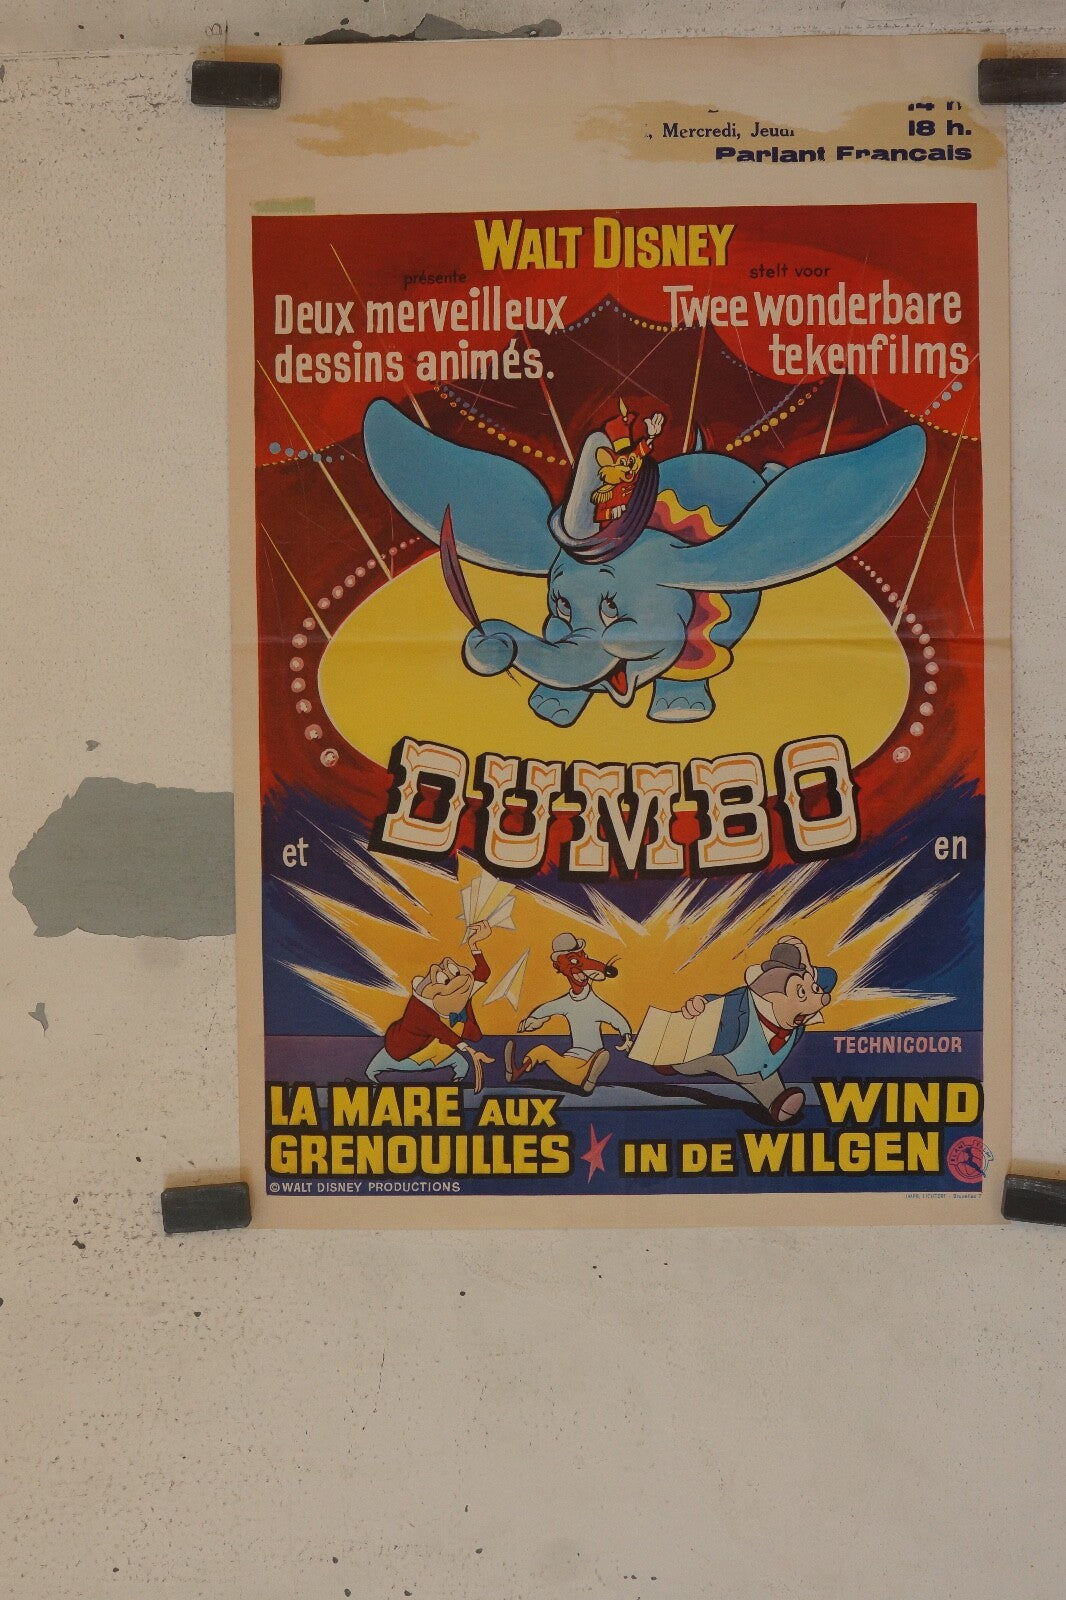 14 h
, Mercredi, Jeudi
18 h.
Parlant Français
WALT DISNEY
présente
stelt voor
Deux merveilleux
dessins animés.
Twee wonderbare
tekenfilms
DUMBO
et
en
TECHNICOLOR
LA MARE AUX
GRENOUILLES
WIND
IN DE WILGEN
© WALT DISNEY PRODUCTIONS